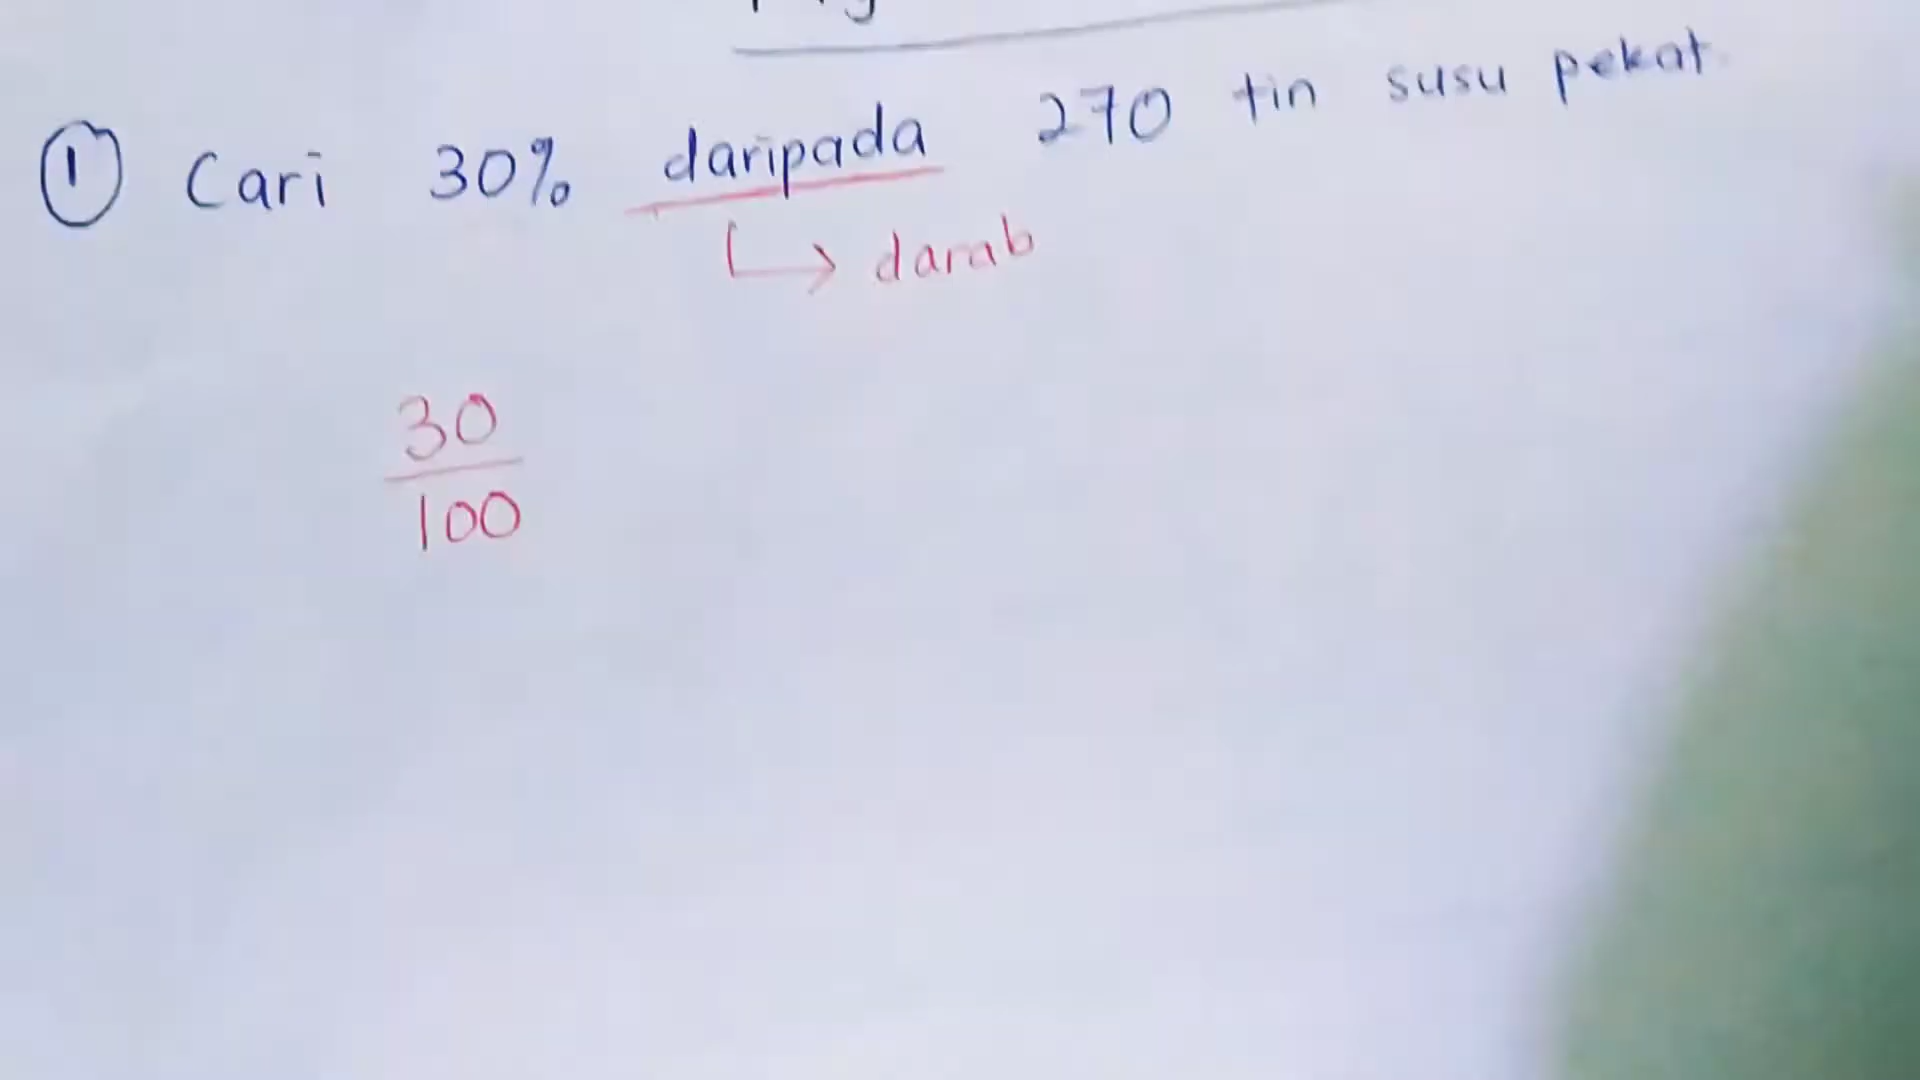 ① Cari 30% daripada 270 tin susu pekat
↳ darab
30
100